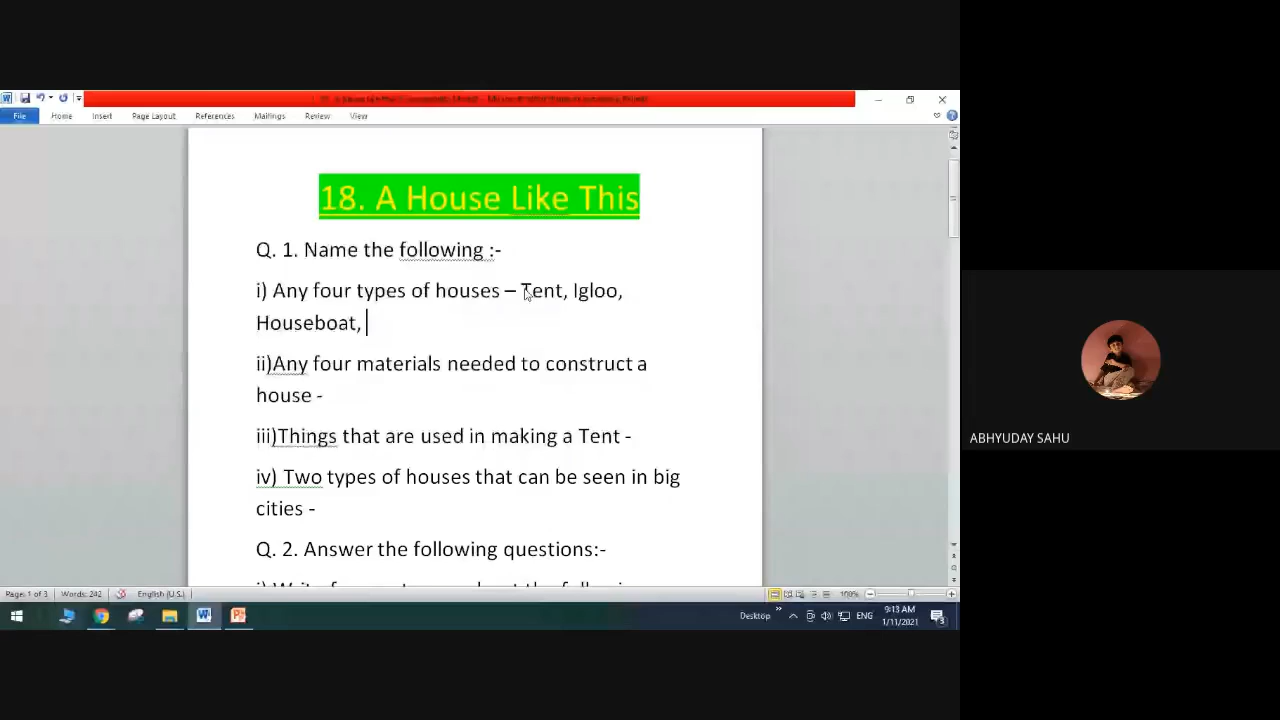 File Home Insert Page Layout References Mailings Review View
18. A House Like This
Q. 1. Name the following :-
i) Any four types of houses – Tent, Igloo,
Houseboat,
ii)Any four materials needed to construct a
house -
iii)Things that are used in making a Tent -
iv) Two types of houses that can be seen in big
cities -
Q. 2. Answer the following questions:-
ABHYUDAY SAHU
Page: 1 of 3 Words: 242 English (U.S.) 100%
Desktop ENG 9:13 AM
1/11/2021